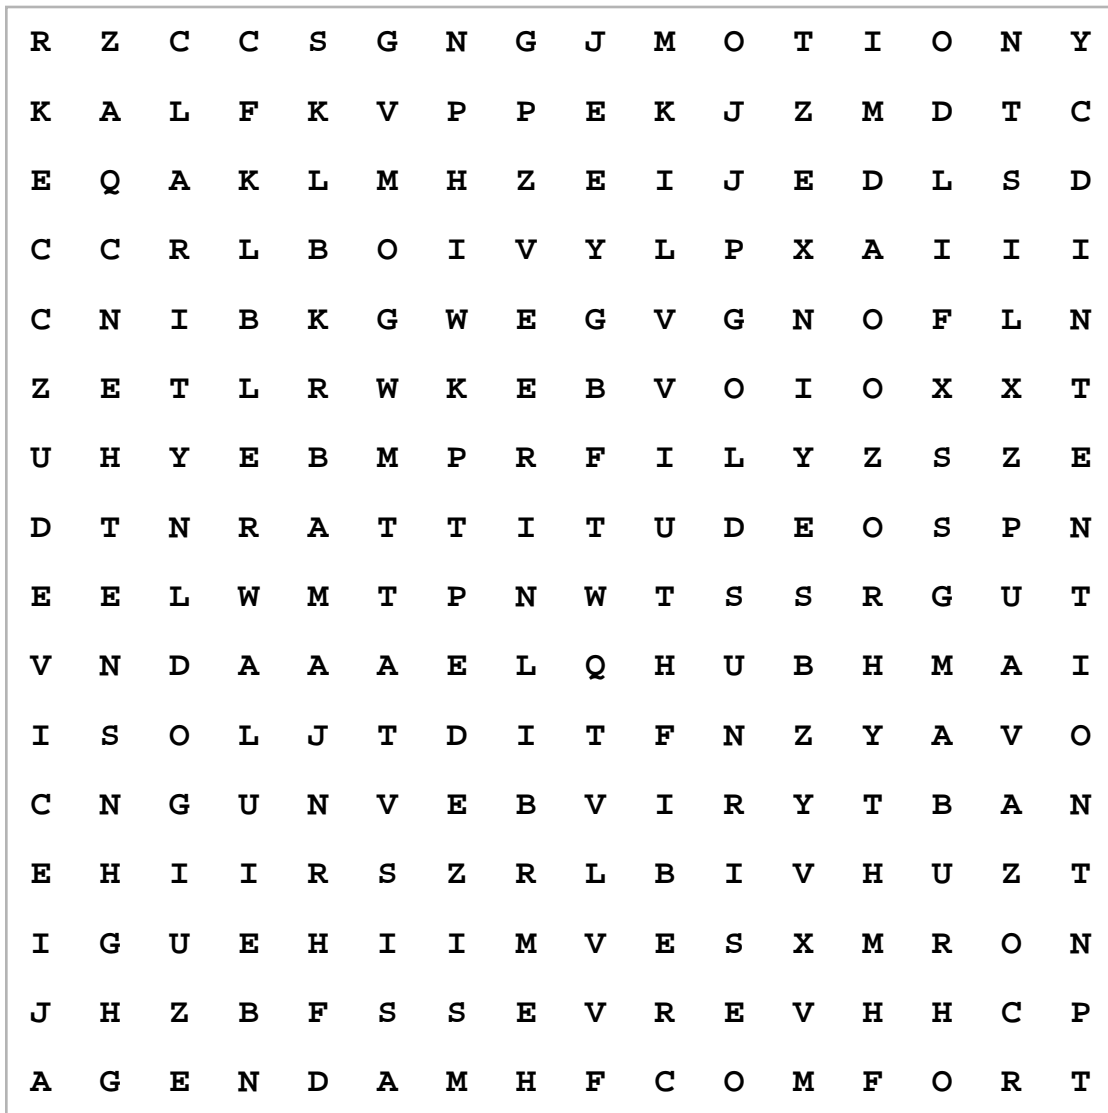 R Z C C S G N G J M O T I O N Y
K A L F K V P P E K J Z M D T C
E Q A K L M H Z E I J E D L S D
C C R L B O I V Y L P X A I I I
C N I B K G W E G V G N O F L N
Z E T L R W K E B V O I O X X T
U H Y E B M P R F I L Y Z S Z E
D T N R A T T I T U D E O S P N
E E L W M T P N W T S S R G U T
V N D A A A E L Q H U B H M A I
I S O L J T D I T F N Z Y A V O
C N G U N V E B V I R Y T B A N
E H I I R S Z R L B I V H U Z T
I G U E H I I M V E S X M R O N
J H Z B F S S E V R E V H H C P
A G E N D A M H F C O M F O R T